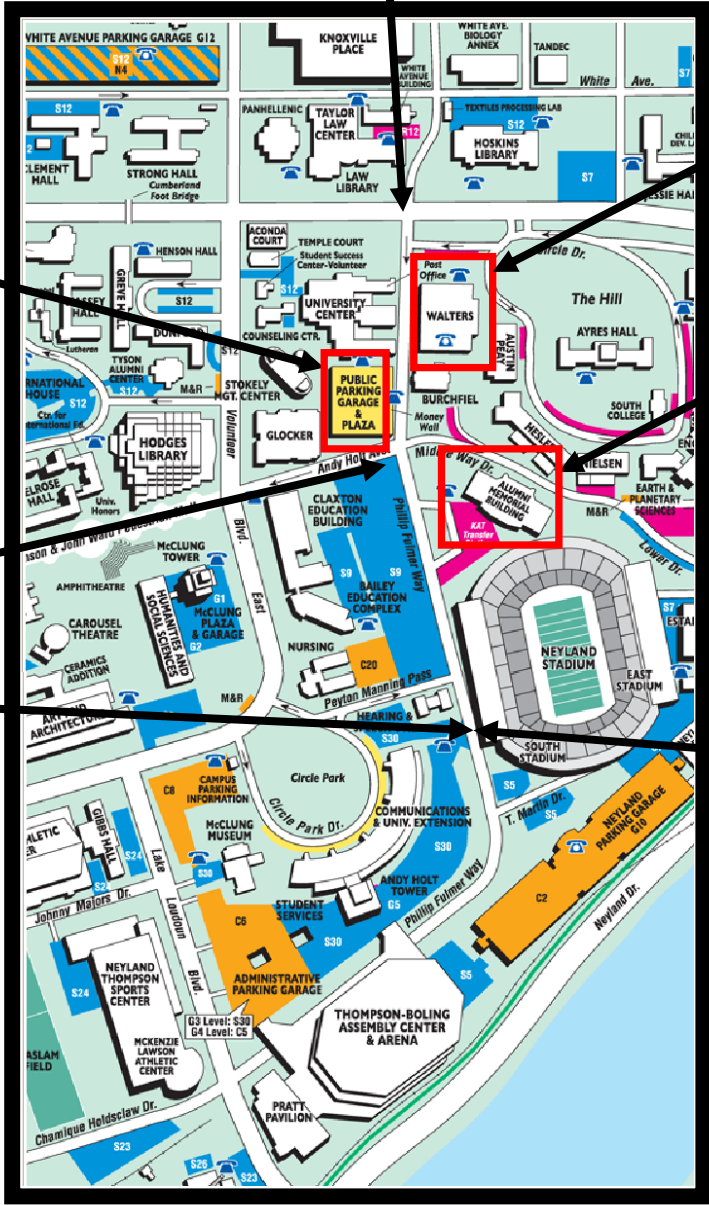 WHITE AVENUE PARKING GARAGE G12
S12
N4
KNOXVILLE
PLACE
WHITE AVE.
BIOLOGY
ANNEX
TANDEC
S7
White Ave.
WHITE
AVENUE
BUILDING
S12
PANHELLENIC
TAYLOR
LAW
CENTER
LAW
LIBRARY
TEXTILES PROCESSING LAB
S12
HOSKINS
LIBRARY
S7
CLEMENT
HALL
STRONG HALL
Cumberland
Foot Bridge
ACONDA
COURT
TEMPLE COURT
Student Success
Center-Volunteer
S12
HENSON HALL
GREVE HALL
S12
S12
Lutheran
TYSON
ALUMNI
CENTER
S12
M&R
STOKELY
MGT. CENTER
UNIVERSITY
CENTER
COUNSELING CTR.
Post
Office
WALTERS
Circle Dr.
The Hill
AYRES HALL
AUSTIN
PEAY
SOUTH
COLLEGE
S12
Ctr. for
HODGES
LIBRARY
Univ.
Honors
Volunteer
Blvd.
GLOCKER
PUBLIC
PARKING
GARAGE
&
PLAZA
BURCHFIEL
Money
Wall
Andy Holt Ave.
Middle Way Dr.
ALUMNI
MEMORIAL
BUILDING
KAT
Transfer
M&R
EARTH &
PLANETARY
SCIENCES
Lower Dr.
McCLUNG
TOWER
AMPHITHEATRE
CAROUSEL
THEATRE
CERAMICS
ADDITION
HUMANITIES AND
SOCIAL SCIENCES
G1
McCLUNG
PLAZA
& GARAGE
G2
East
CLAXTON
EDUCATION
BUILDING
S9
S9
BAILEY
EDUCATION
COMPLEX
Phillip Fulmer Way
NURSING
C20
Peyton Manning Pass
M&R
NEYLAND
STADIUM
EAST
STADIUM
SOUTH
STADIUM
S7
HEARING &
S30
Circle Park
Circle Park Dr.
C8
CAMPUS
PARKING
INFORMATION
McCLUNG
MUSEUM
S30
COMMUNICATIONS
& UNIV. EXTENSION
S30
S5
T. Martin Dr.
S5
NEYLAND
PARKING GARAGE
G10
C2
Neyland Dr.
GIBBS HALL
S24
S24
Lake
Loudoun
Blvd.
Johnny Majors Dr.
STUDENT
SERVICES
ANDY HOLT
TOWER
G5
Phillip Fulmer Way
C6
S30
ADMINISTRATIVE
PARKING GARAGE
G3 Level: S30
G4 Level: C5
S5
S24
NEYLAND
THOMPSON
SPORTS
CENTER
McKENZIE
LAWSON
ATHLETIC
CENTER
THOMPSON-BOLING
ASSEMBLY CENTER
& ARENA
PRATT
PAVILION
Chamique Holdsclaw Dr.
S23
S26
S23